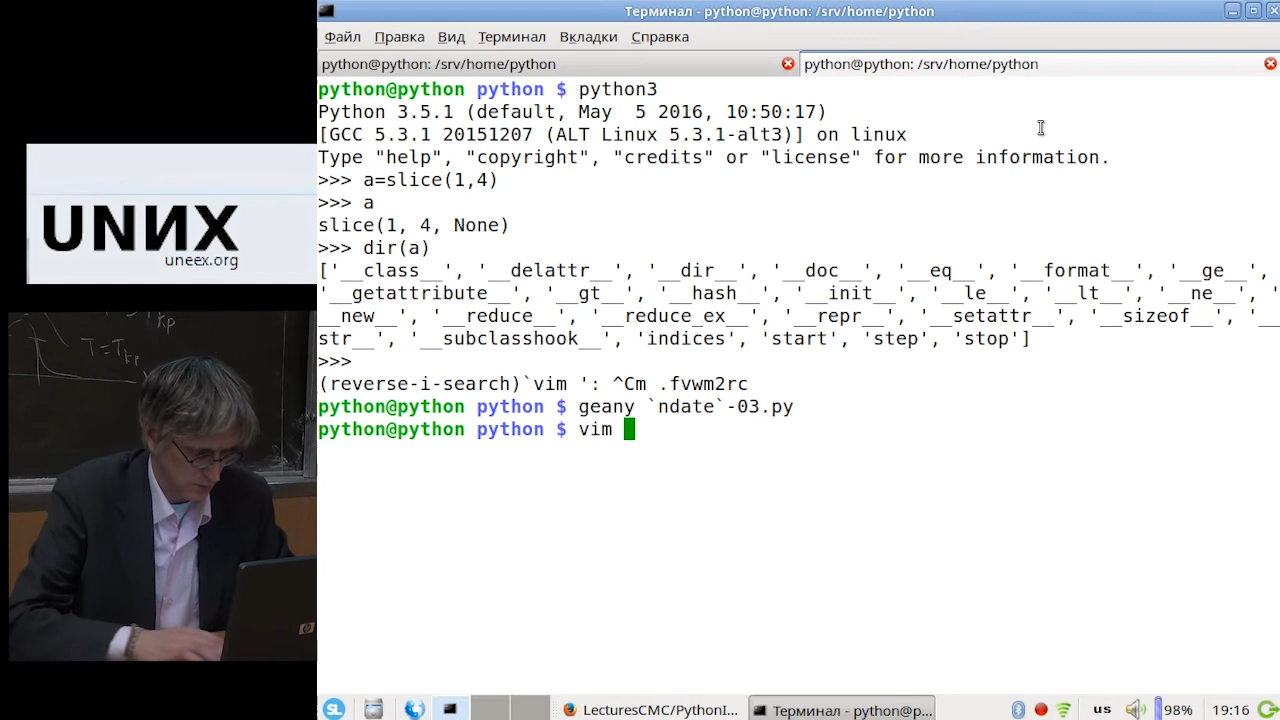 Терминал - python@python: /srv/home/python
Файл Правка Вид Терминал Вкладки Справка
python@python: /srv/home/python
python@python: /srv/home/python
python@python python $ python3
Python 3.5.1 (default, May  5 2016, 10:50:17)
[GCC 5.3.1 20151207 (ALT Linux 5.3.1-alt3)] on linux
Type "help", "copyright", "credits" or "license" for more information.
>>> a=slice(1,4)
>>> a
slice(1, 4, None)
>>> dir(a)
['__class__', '__delattr__', '__dir__', '__doc__', '__eq__', '__format__', '__ge__',
'__getattribute__', '__gt__', '__hash__', '__init__', '__le__', '__lt__', '__ne__', '
__new__', '__reduce__', '__reduce_ex__', '__repr__', '__setattr__', '__sizeof__', '__
str__', '__subclasshook__', 'indices', 'start', 'step', 'stop']
>>>
(reverse-i-search)`vim ': ^Cm .fvwm2rc
python@python python $ geany `ndate`-03.py
python@python python $ vim
UNИX
uneex.org
T=Tкр
SL
LecturesCMC/PythonI...
Терминал - python@p...
us
98%
19:16